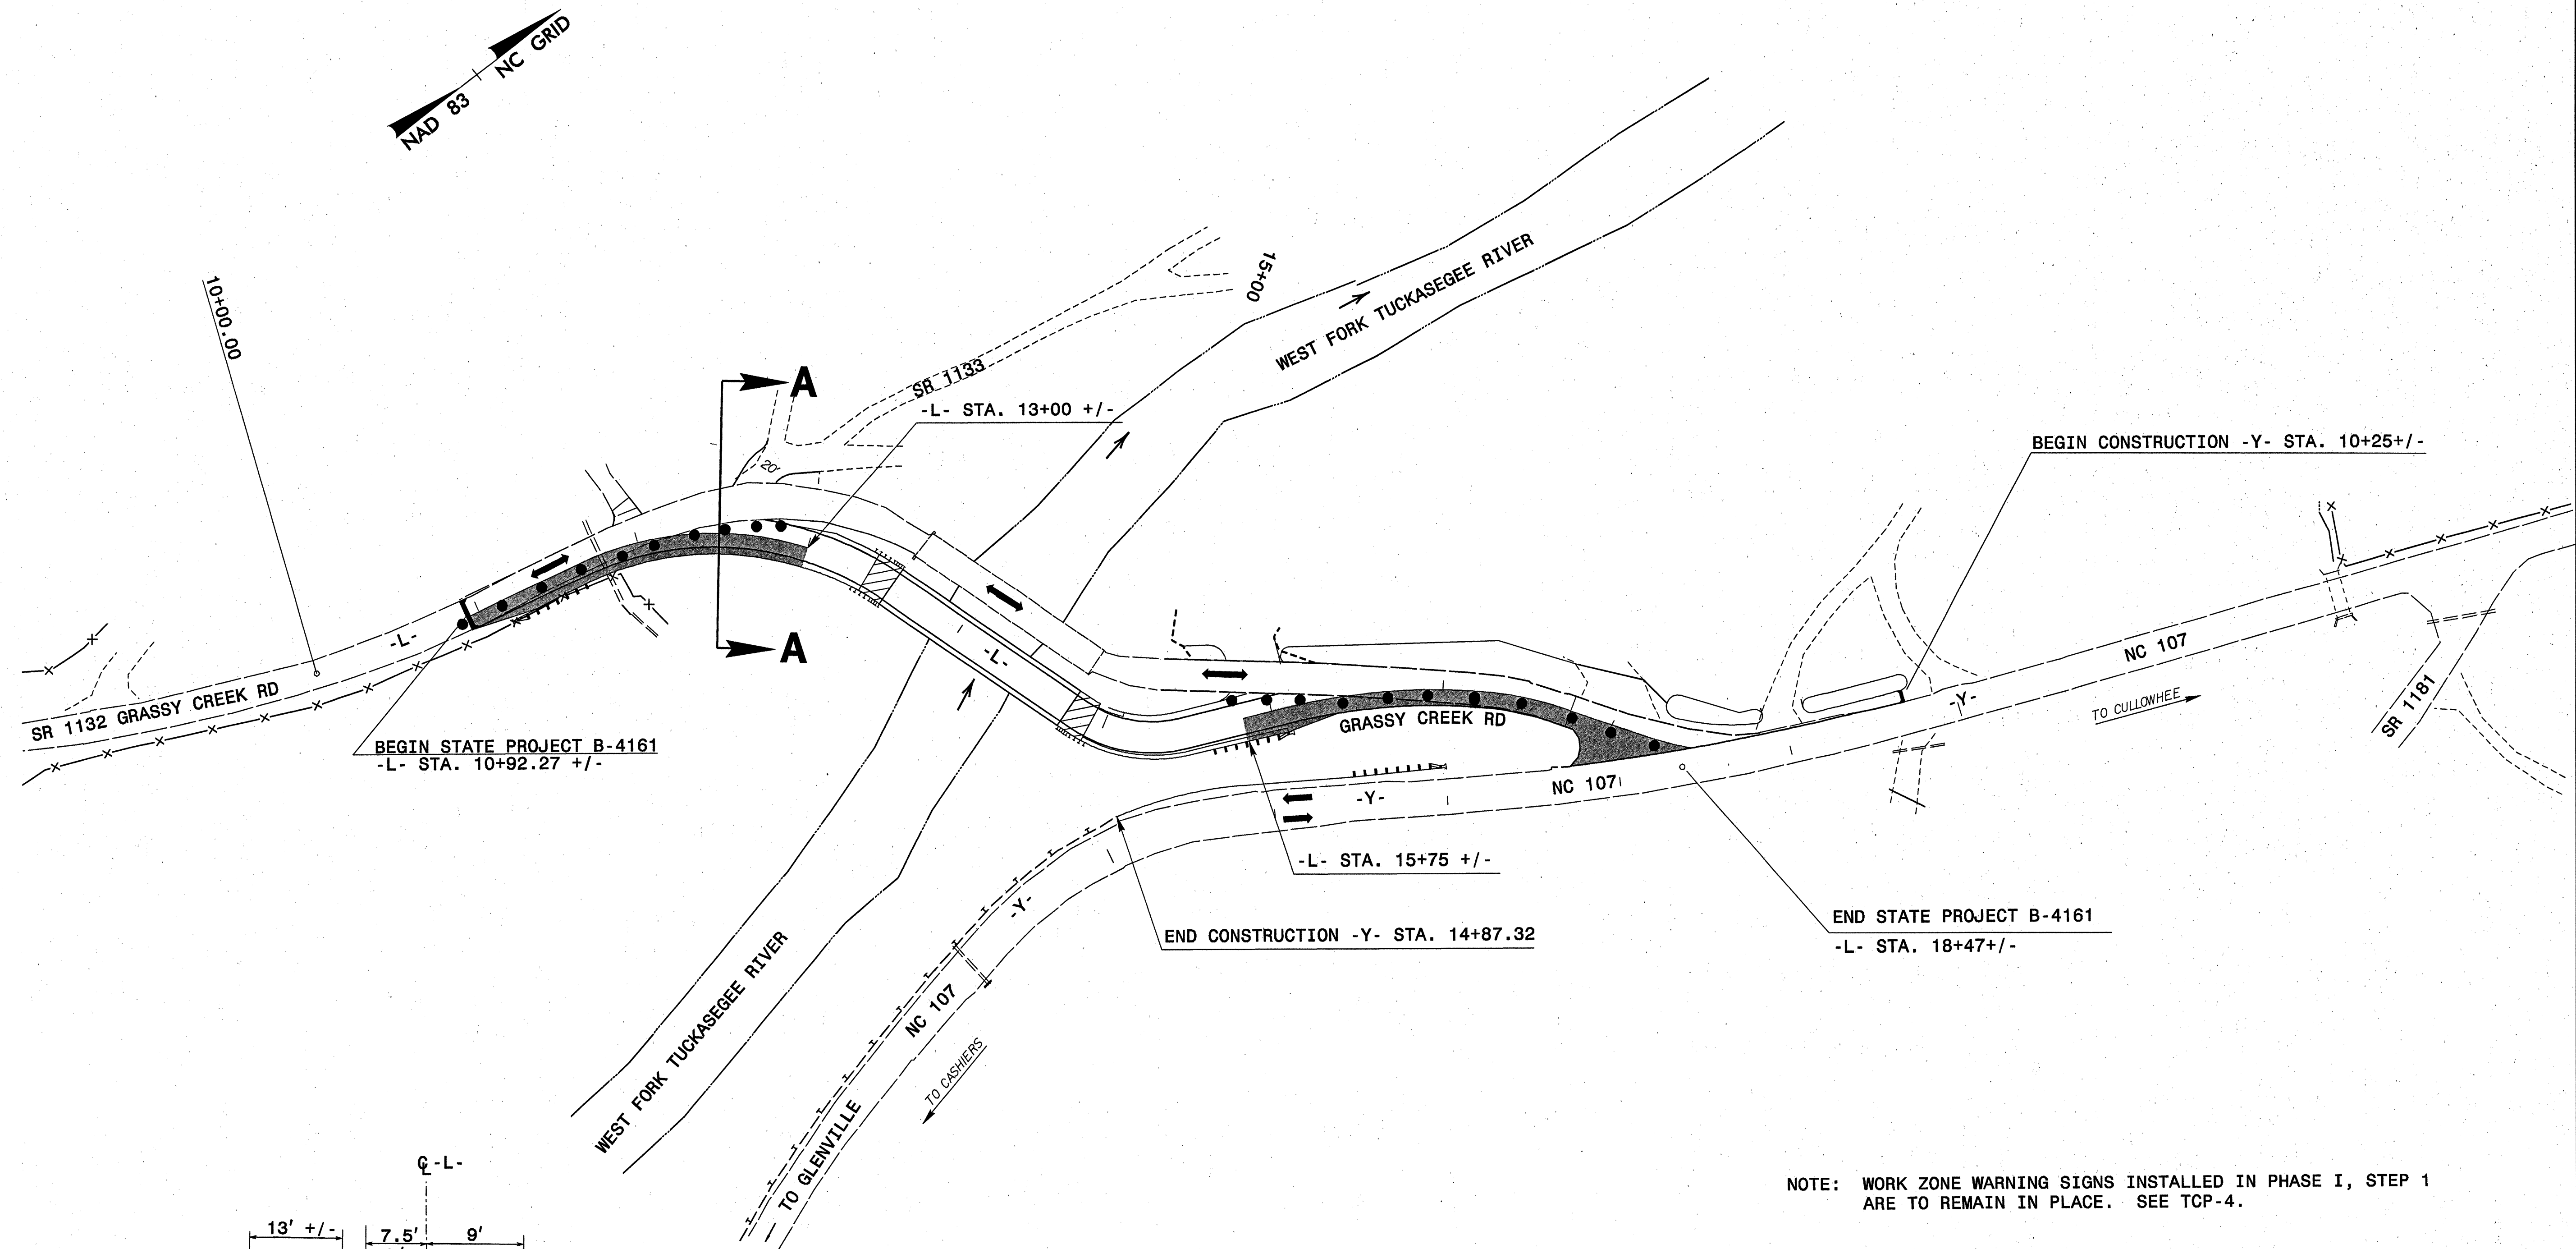 NAD 83
NC GRID
10+00.00
15+00
WEST FORK TUCKASEGEE RIVER
SR 1133
A
-L- STA. 13+00 +/-
20'
BEGIN CONSTRUCTION -Y- STA. 10+25+/-
-L-
SR 1132 GRASSY CREEK RD
A
-L-
BEGIN STATE PROJECT B-4161
-L- STA. 10+92.27 +/-
GRASSY CREEK RD
NC 107
-Y-
TO CULLOWHEE
SR 1181
NC 107
-Y-
-L- STA. 15+75 +/-
-Y-
END CONSTRUCTION -Y- STA. 14+87.32
END STATE PROJECT B-4161
-L- STA. 18+47+/-
WEST FORK TUCKASEGEE RIVER
NC 107
TO CASHIERS
TO GLENVILLE
℄ -L-
13' +/-
7.5'
9'
NOTE: WORK ZONE WARNING SIGNS INSTALLED IN PHASE I, STEP 1
ARE TO REMAIN IN PLACE. SEE TCP-4.